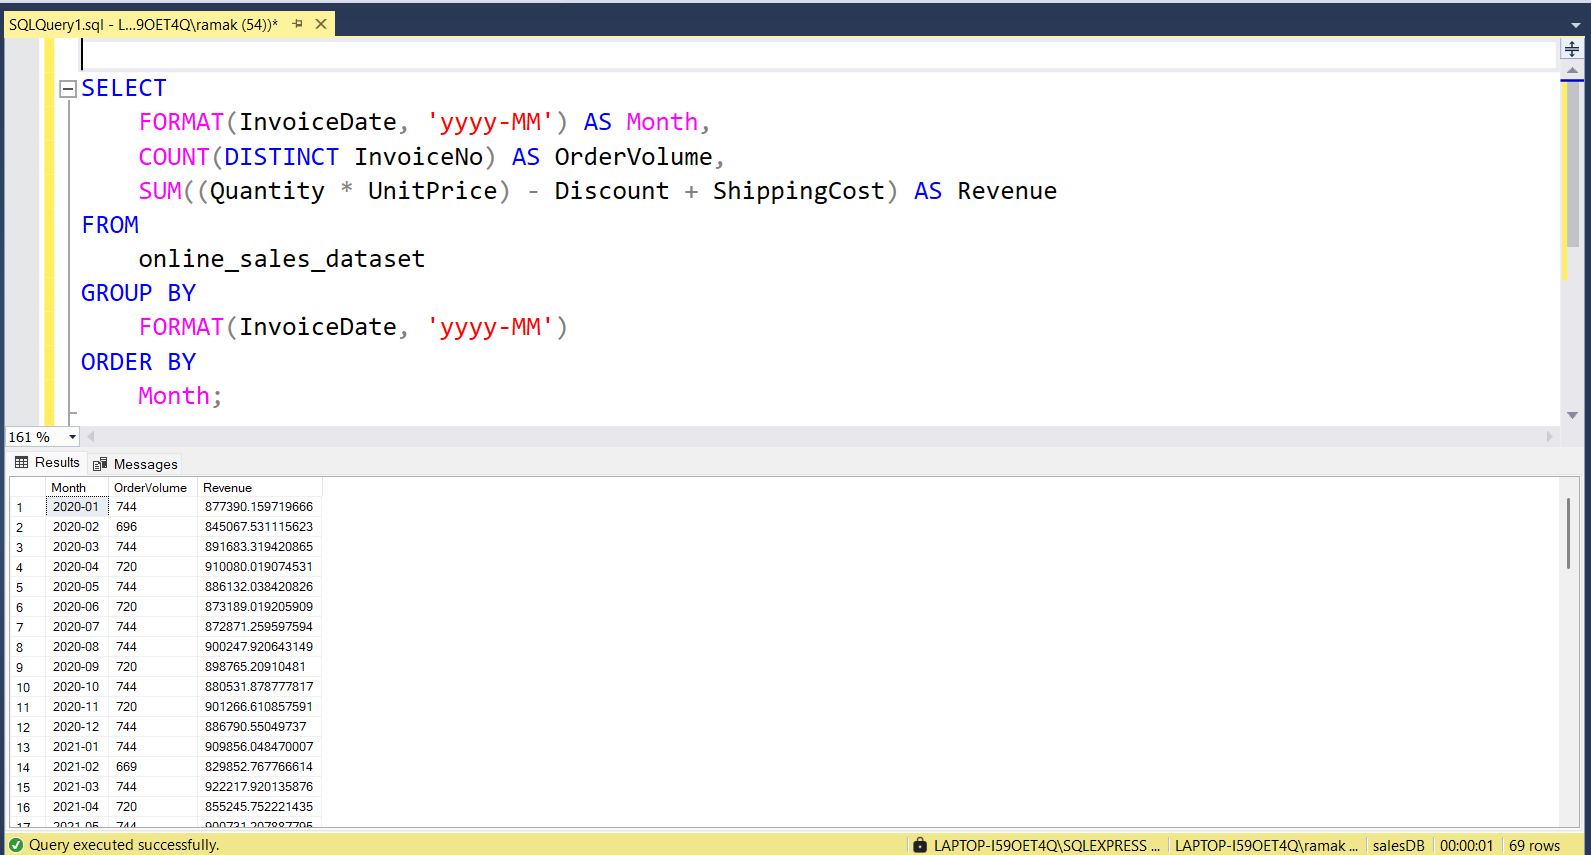 SQLQuery1.sql - L...9OET4Q\ramak (54))*
SELECT
FORMAT(InvoiceDate, 'yyyy-MM') AS Month,
COUNT(DISTINCT InvoiceNo) AS OrderVolume,
SUM((Quantity * UnitPrice) - Discount + ShippingCost) AS Revenue
FROM
online_sales_dataset
GROUP BY
FORMAT(InvoiceDate, 'yyyy-MM')
ORDER BY
Month;
161 %
Results Messages
Month OrderVolume Revenue
1 2020-01 744 877390.159719666
2 2020-02 696 845067.531115623
3 2020-03 744 891683.319420865
4 2020-04 720 910080.019074531
5 2020-05 744 886132.038420826
6 2020-06 720 873189.019205909
7 2020-07 744 872871.259597594
8 2020-08 744 900247.920643149
9 2020-09 720 898765.20910481
10 2020-10 744 880531.878777817
11 2020-11 720 901266.610857591
12 2020-12 744 886790.55049737
13 2021-01 744 909856.048470007
14 2021-02 669 829852.767766614
15 2021-03 744 922217.920135876
16 2021-04 720 855245.752221435
17 2021-05 744 900731.207887795
Query executed successfully. LAPTOP-I59OET4Q\SQLEXPRESS ... LAPTOP-I59OET4Q\ramak ... salesDB 00:00:01 69 rows